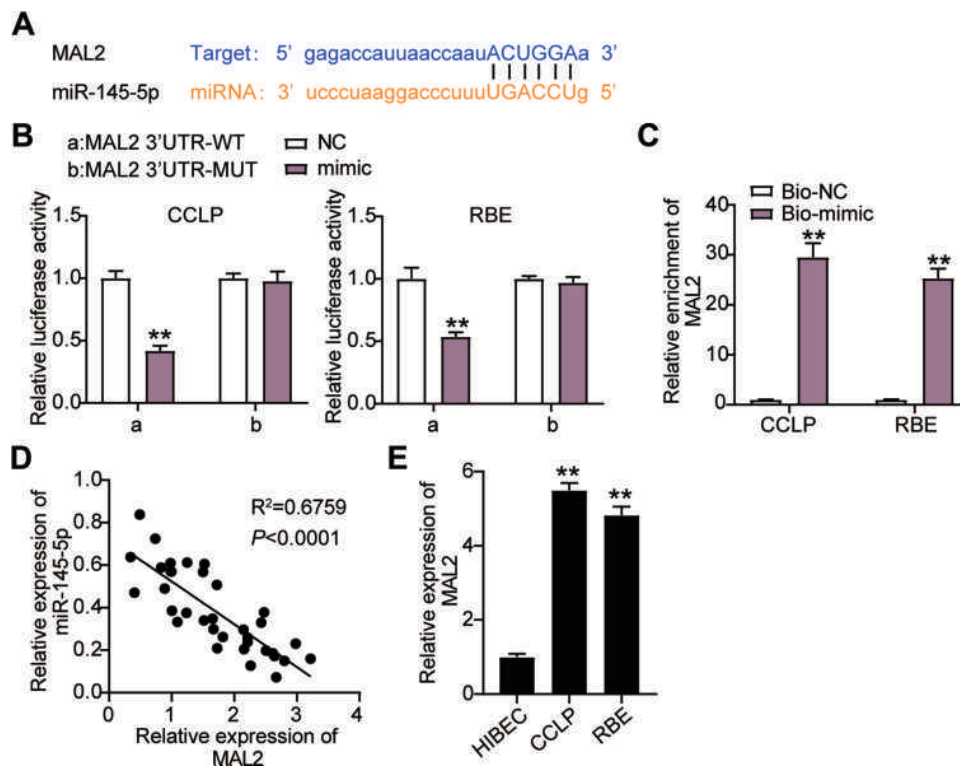 A
MAL2 Target: 5' gagaccauuaaccaauACUGGAa 3'
miR-145-5p miRNA: 3' ucccuaaggacccuuuUGACCUg 5'
B
a:MAL2 3'UTR-WT NC
b:MAL2 3'UTR-MUT mimic
CCLP
Relative luciferase activity
1.5
1.0
0.5
0.0
**
a b
RBE
Relative luciferase activity
1.5
1.0
0.5
0.0
**
a b
C
Bio-NC
Bio-mimic
Relative enrichment of
MAL2
40
30
20
10
0
** **
CCLP RBE
D
Relative expression of
miR-145-5p
1.0
0.8
0.6
0.4
0.2
0.0
R²=0.6759
P<0.0001
0 1 2 3 4
Relative expression of
MAL2
E
Relative expression of
MAL2
6
4
2
0
** **
HIBEC CCLP RBE